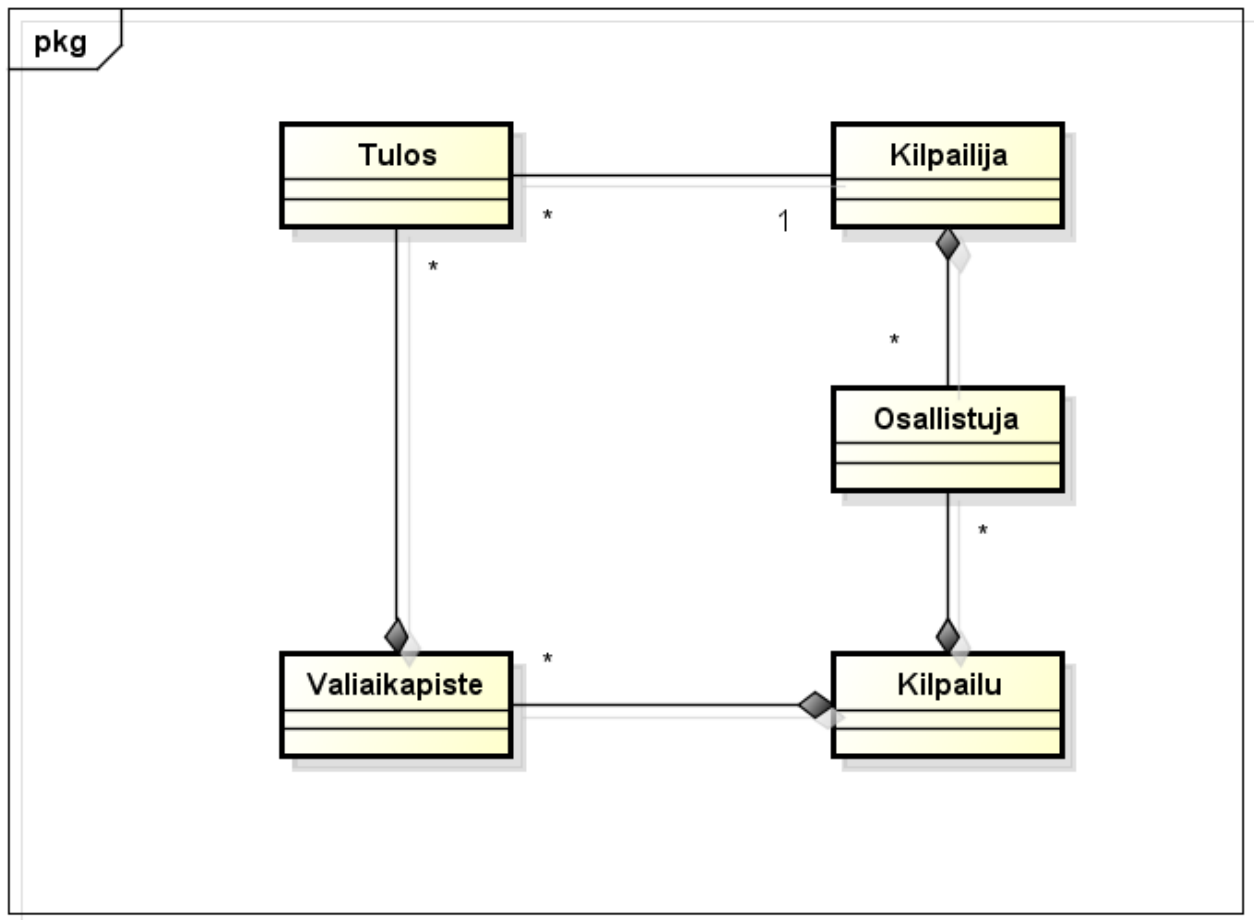 pkg
Tulos
Kilpailija
*
1
*
*
Osallistuja
*
*
Valiaikapiste
Kilpailu